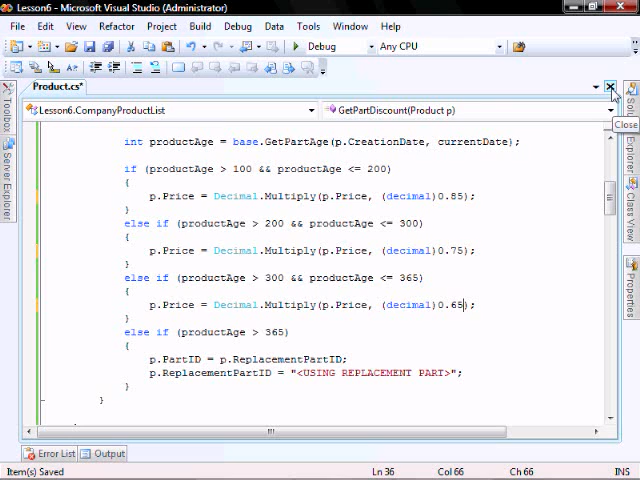 Lesson6 - Microsoft Visual Studio (Administrator)
File Edit View Refactor Project Build Debug Tools Window Help
Debug Any CPU
Product.cs*
Lesson6.CompanyProductList GetPartDiscount(Product p)
Close
Toolbox
Server Explorer
Explorer
Class View
Properties
int productAge = base.GetPartAge(p.CreationDate, currentDate);
if (productAge > 100 && productAge <= 200)
{
p.Price = Decimal.Multiply(p.Price, (decimal)0.85);
}
else if (productAge > 200 && productAge <= 300)
{
p.Price = Decimal.Multiply(p.Price, (decimal)0.75);
}
else if (productAge > 300 && productAge <= 365)
{
p.Price = Decimal.Multiply(p.Price, (decimal)0.65);
}
else if (productAge > 365)
{
p.PartID = p.ReplacementPartID;
p.ReplacementPartID = "<USING REPLACEMENT PART>";
}
}
Error List Output
Item(s) Saved Ln 36 Col 66 Ch 66 INS